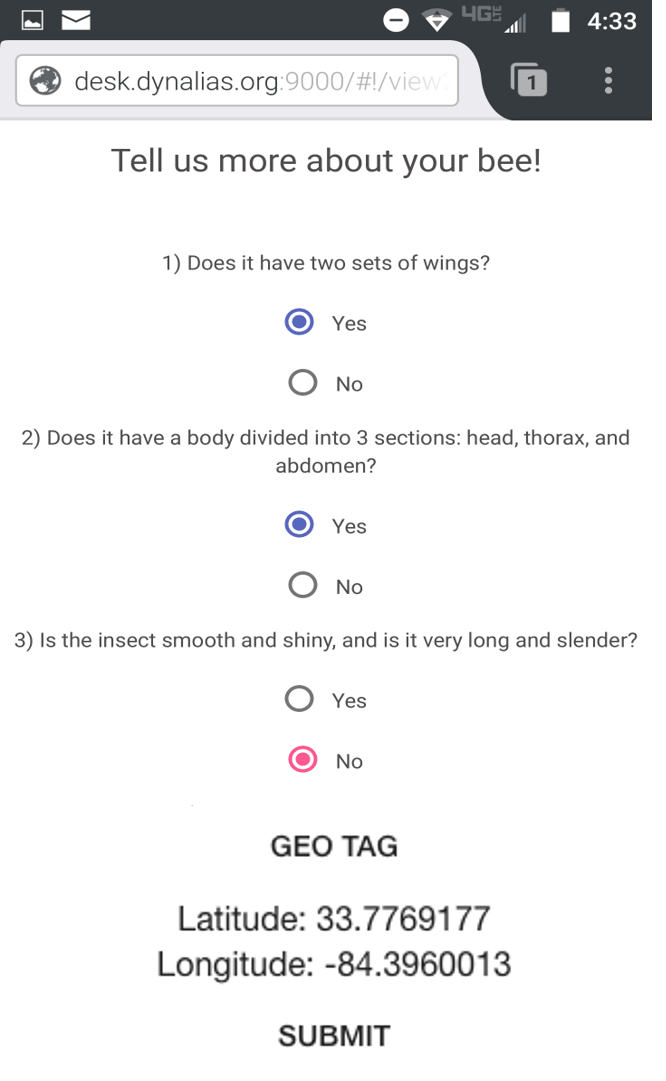 4G LTE 4:33
desk.dynalias.org:9000/#!/view 1
Tell us more about your bee!
1) Does it have two sets of wings?
Yes
No
2) Does it have a body divided into 3 sections: head, thorax, and
abdomen?
Yes
No
3) Is the insect smooth and shiny, and is it very long and slender?
Yes
No
GEO TAG
Latitude: 33.7769177
Longitude: -84.3960013
SUBMIT